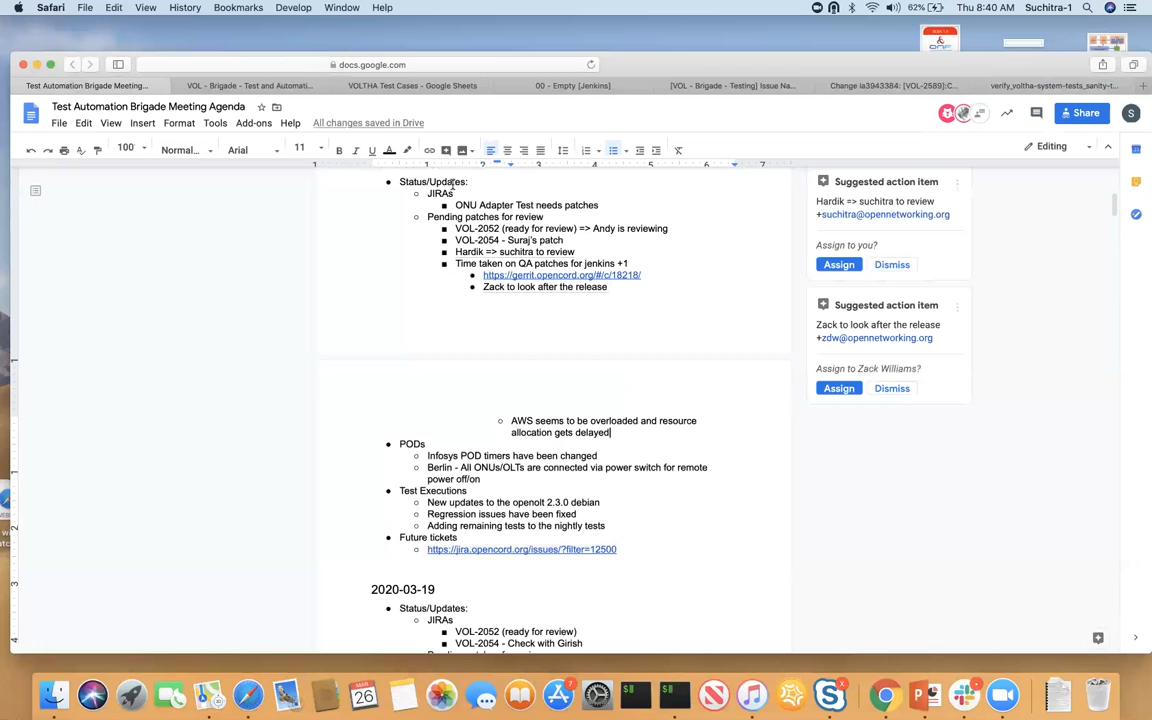 Safari File Edit View History Bookmarks Develop Window Help 62% Thu 8:40 AM Suchitra-1
docs.google.com
Test Automation Brigade Meeting... VOL - Brigade - Test and Automati... VOLTHA Test Cases - Google Sheets 00 - Empty [Jenkins] [VOL - Brigade - Testing] Issue Na... Change Ia3943384: [VOL-2589]:C... verify_voltha-system-tests_sanity-t...
Test Automation Brigade Meeting Agenda
File Edit View Insert Format Tools Add-ons Help All changes saved in Drive
Share
S
100% Normal... Arial 11 Editing
1 1 2 3 4 5 6 7
Status/Updates:
JIRAs
ONU Adapter Test needs patches
Pending patches for review
VOL-2052 (ready for review) => Andy is reviewing
VOL-2054 - Suraj's patch
Hardik => suchitra to review
Time taken on QA patches for jenkins +1
https://gerrit.opencord.org/#/c/18218/
Zack to look after the release
AWS seems to be overloaded and resource
allocation gets delayed
PODs
Infosys POD timers have been changed
Berlin - All ONUs/OLTs are connected via power switch for remote
power off/on
Test Executions
New updates to the openolt 2.3.0 debian
Regression issues have been fixed
Adding remaining tests to the nightly tests
Future tickets
https://jira.opencord.org/issues/?filter=12500
2020-03-19
Status/Updates:
JIRAs
VOL-2052 (ready for review)
VOL-2054 - Check with Girish
Suggested action item
Hardik => suchitra to review
+suchitra@opennetworking.org
Assign to you?
Assign Dismiss
Suggested action item
Zack to look after the release
+zdw@opennetworking.org
Assign to Zack Williams?
Assign Dismiss
MAR
26
7